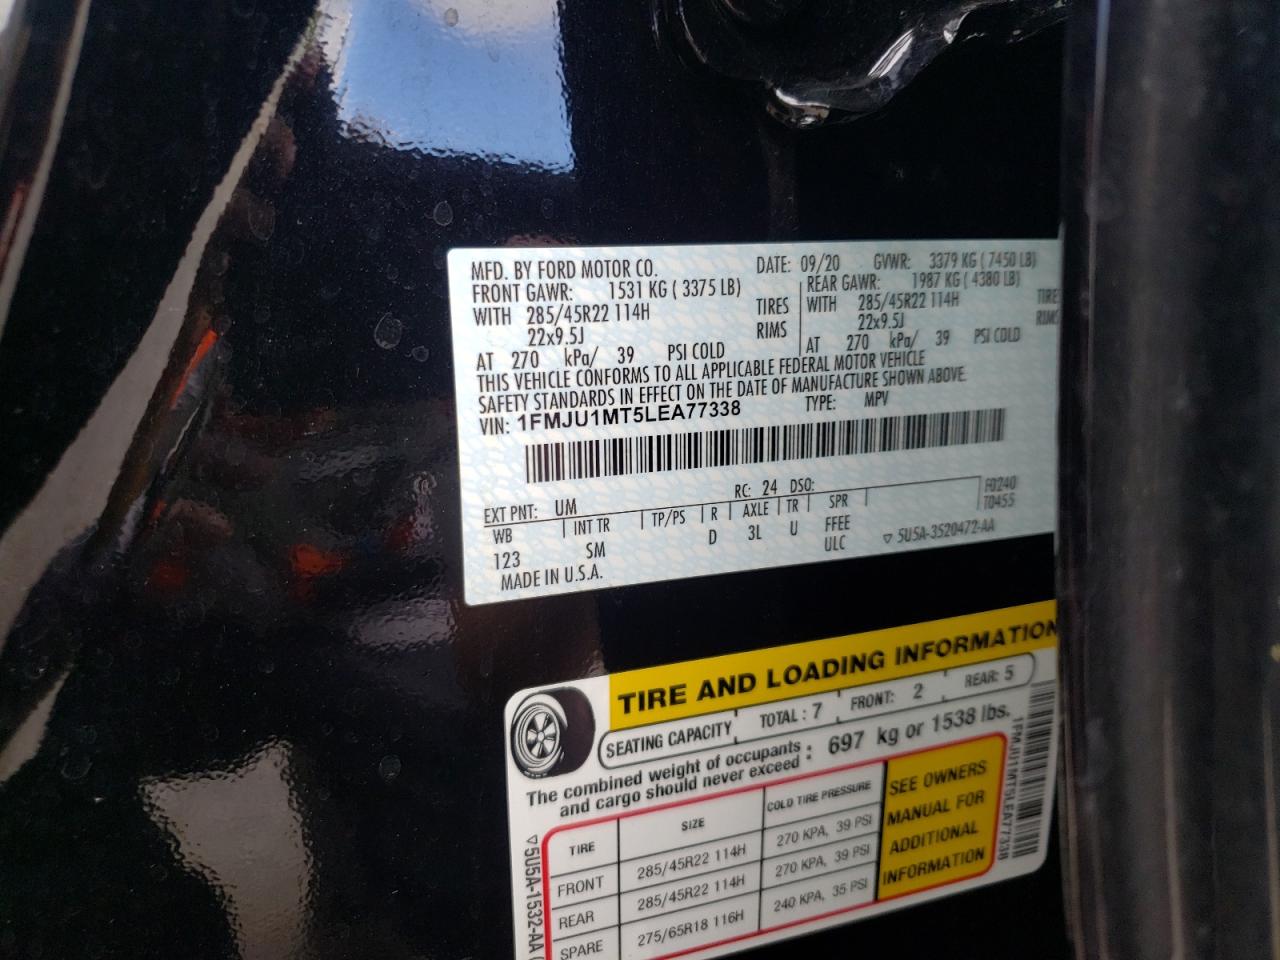 MFD. BY FORD MOTOR CO. DATE: 09/20 GVWR: 3379 KG ( 7450 LB)
FRONT GAWR: 1531 KG ( 3375 LB) REAR GAWR: 1987 KG ( 4380 LB)
WITH 285/45R22 114H TIRES WITH 285/45R22 114H TIRE
22x9.5J RIMS 22x9.5J RIMS
AT 270 kPa/ 39 PSI COLD AT 270 kPa/ 39 PSI COLD
THIS VEHICLE CONFORMS TO ALL APPLICABLE FEDERAL MOTOR VEHICLE
SAFETY STANDARDS IN EFFECT ON THE DATE OF MANUFACTURE SHOWN ABOVE.
VIN: 1FMJU1MT5LEA77338 TYPE: MPV
EXT PNT: UM RC: 24 DSO: F0240
WB INT TR TP/PS R AXLE TR SPR T0455
123 SM D 3L U FFEE
ULC ▽ 5U5A-3520472-AA
MADE IN U.S.A.
TIRE AND LOADING INFORMATION
SEATING CAPACITY TOTAL : 7 FRONT: 2 REAR: 5
The combined weight of occupants
and cargo should never exceed : 697 kg or 1538 lbs.
TIRE SIZE COLD TIRE PRESSURE
FRONT 285/45R22 114H 270 KPA, 39 PSI
REAR 285/45R22 114H 270 KPA, 39 PSI
SPARE 275/65R18 116H 240 KPA, 35 PSI
SEE OWNERS
MANUAL FOR
ADDITIONAL
INFORMATION
▽ 5U5A-1532-AA
1FMJU1MT5LEA77338